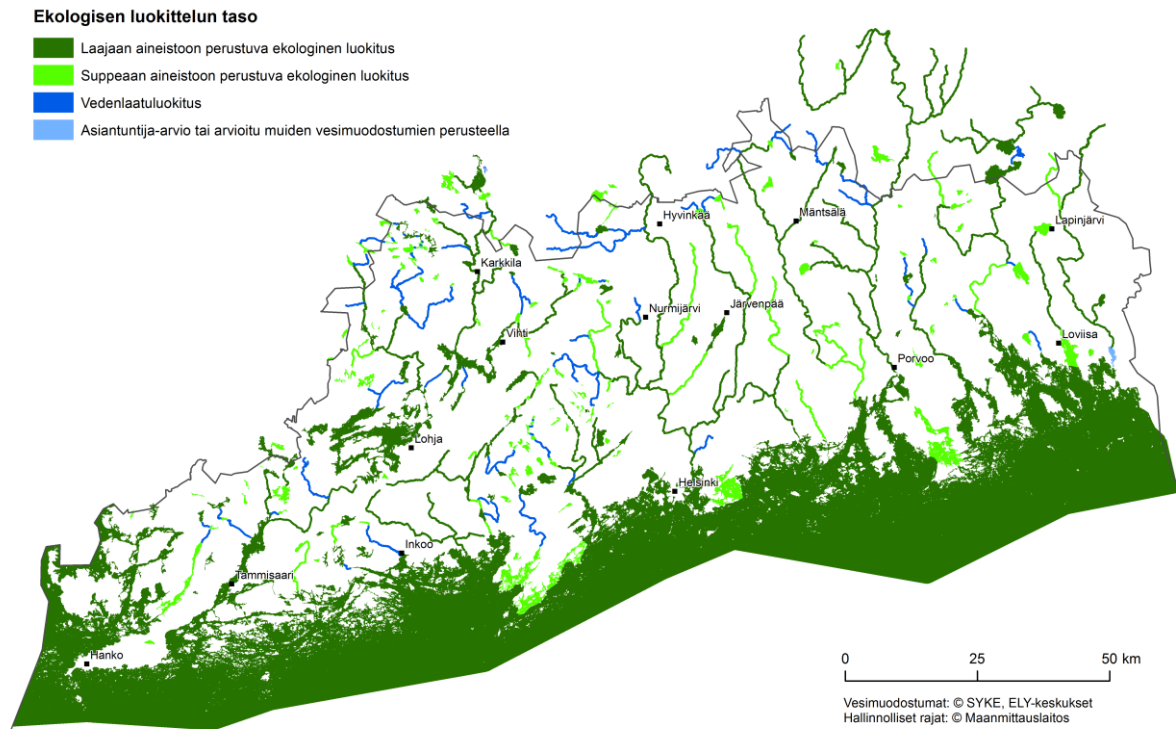 Ekologisen luokittelun taso
Laajaan aineistoon perustuva ekologinen luokitus
Suppeaan aineistoon perustuva ekologinen luokitus
Vedenlaatuluokitus
Asiantuntija-arvio tai arvioitu muiden vesimuodostumien perusteella
Hyvinkää
Mäntsälä
Lapinjärvi
Karkkila
Nurmijärvi
Järvenpää
Vihti
Loviisa
Porvoo
Lohja
Helsinki
Inkoo
Tammisaari
Hanko
0 25 50 km
Vesimuodostumat: © SYKE, ELY-keskukset
Hallinnolliset rajat: © Maanmittauslaitos